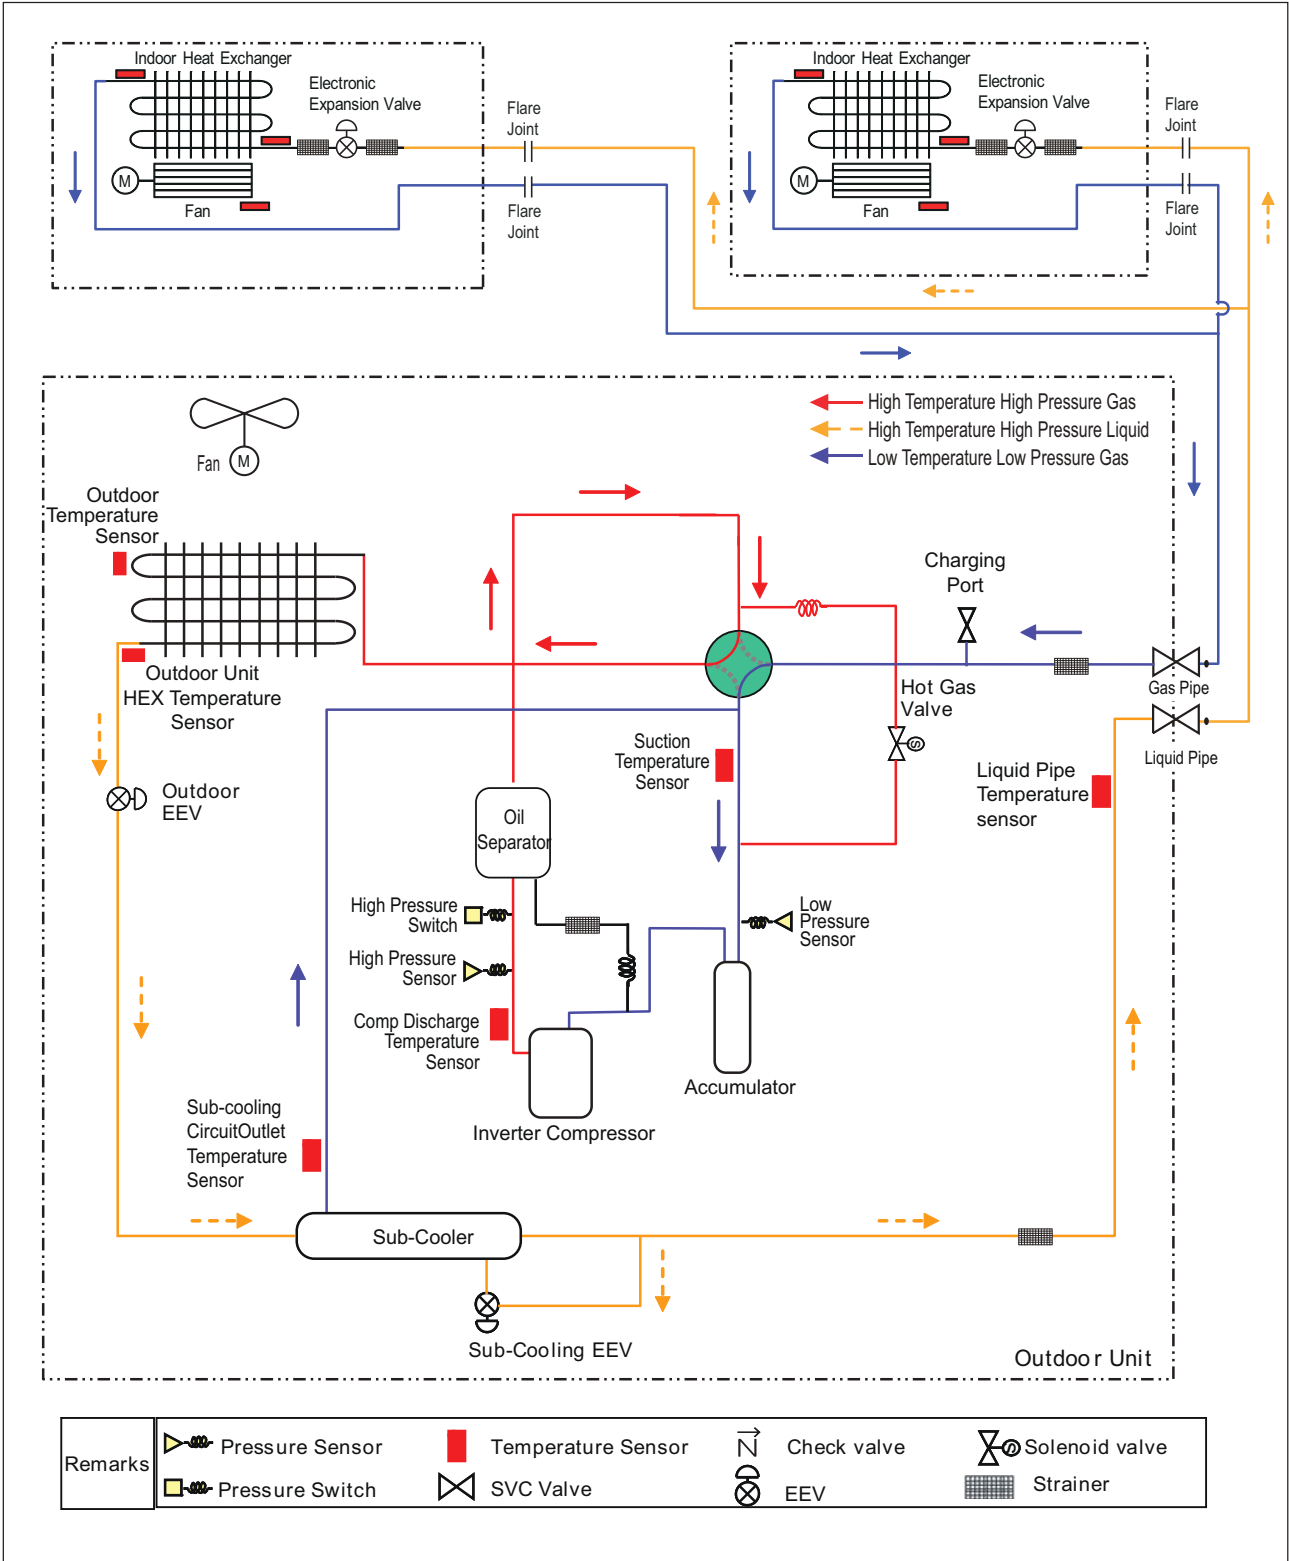 Indoor Heat Exchanger
Electronic
Expansion Valve
Flare
Joint
M
Fan
Flare
Joint
Indoor Heat Exchanger
Electronic
Expansion Valve
Flare
Joint
M
Fan
Flare
Joint
High Temperature High Pressure Gas
High Temperature High Pressure Liquid
Low Temperature Low Pressure Gas
Fan
M
Outdoor
Temperature
Sensor
Charging
Port
Outdoor Unit
HEX Temperature
Sensor
Gas Pipe
Hot Gas
Valve
S
Liquid Pipe
Suction
Temperature
Sensor
Liquid Pipe
Temperature
sensor
Outdoor
EEV
Oil
Separator
High Pressure
Switch
Low
Pressure
Sensor
High Pressure
Sensor
Comp Discharge
Temperature
Sensor
Accumulator
Inverter Compressor
Sub-cooling
CircuitOutlet
Temperature
Sensor
Sub-Cooler
Sub-Cooling EEV
Outdoor Unit
Remarks
Pressure Sensor
Temperature Sensor
Check valve
S
Solenoid valve
Pressure Switch
SVC Valve
EEV
Strainer